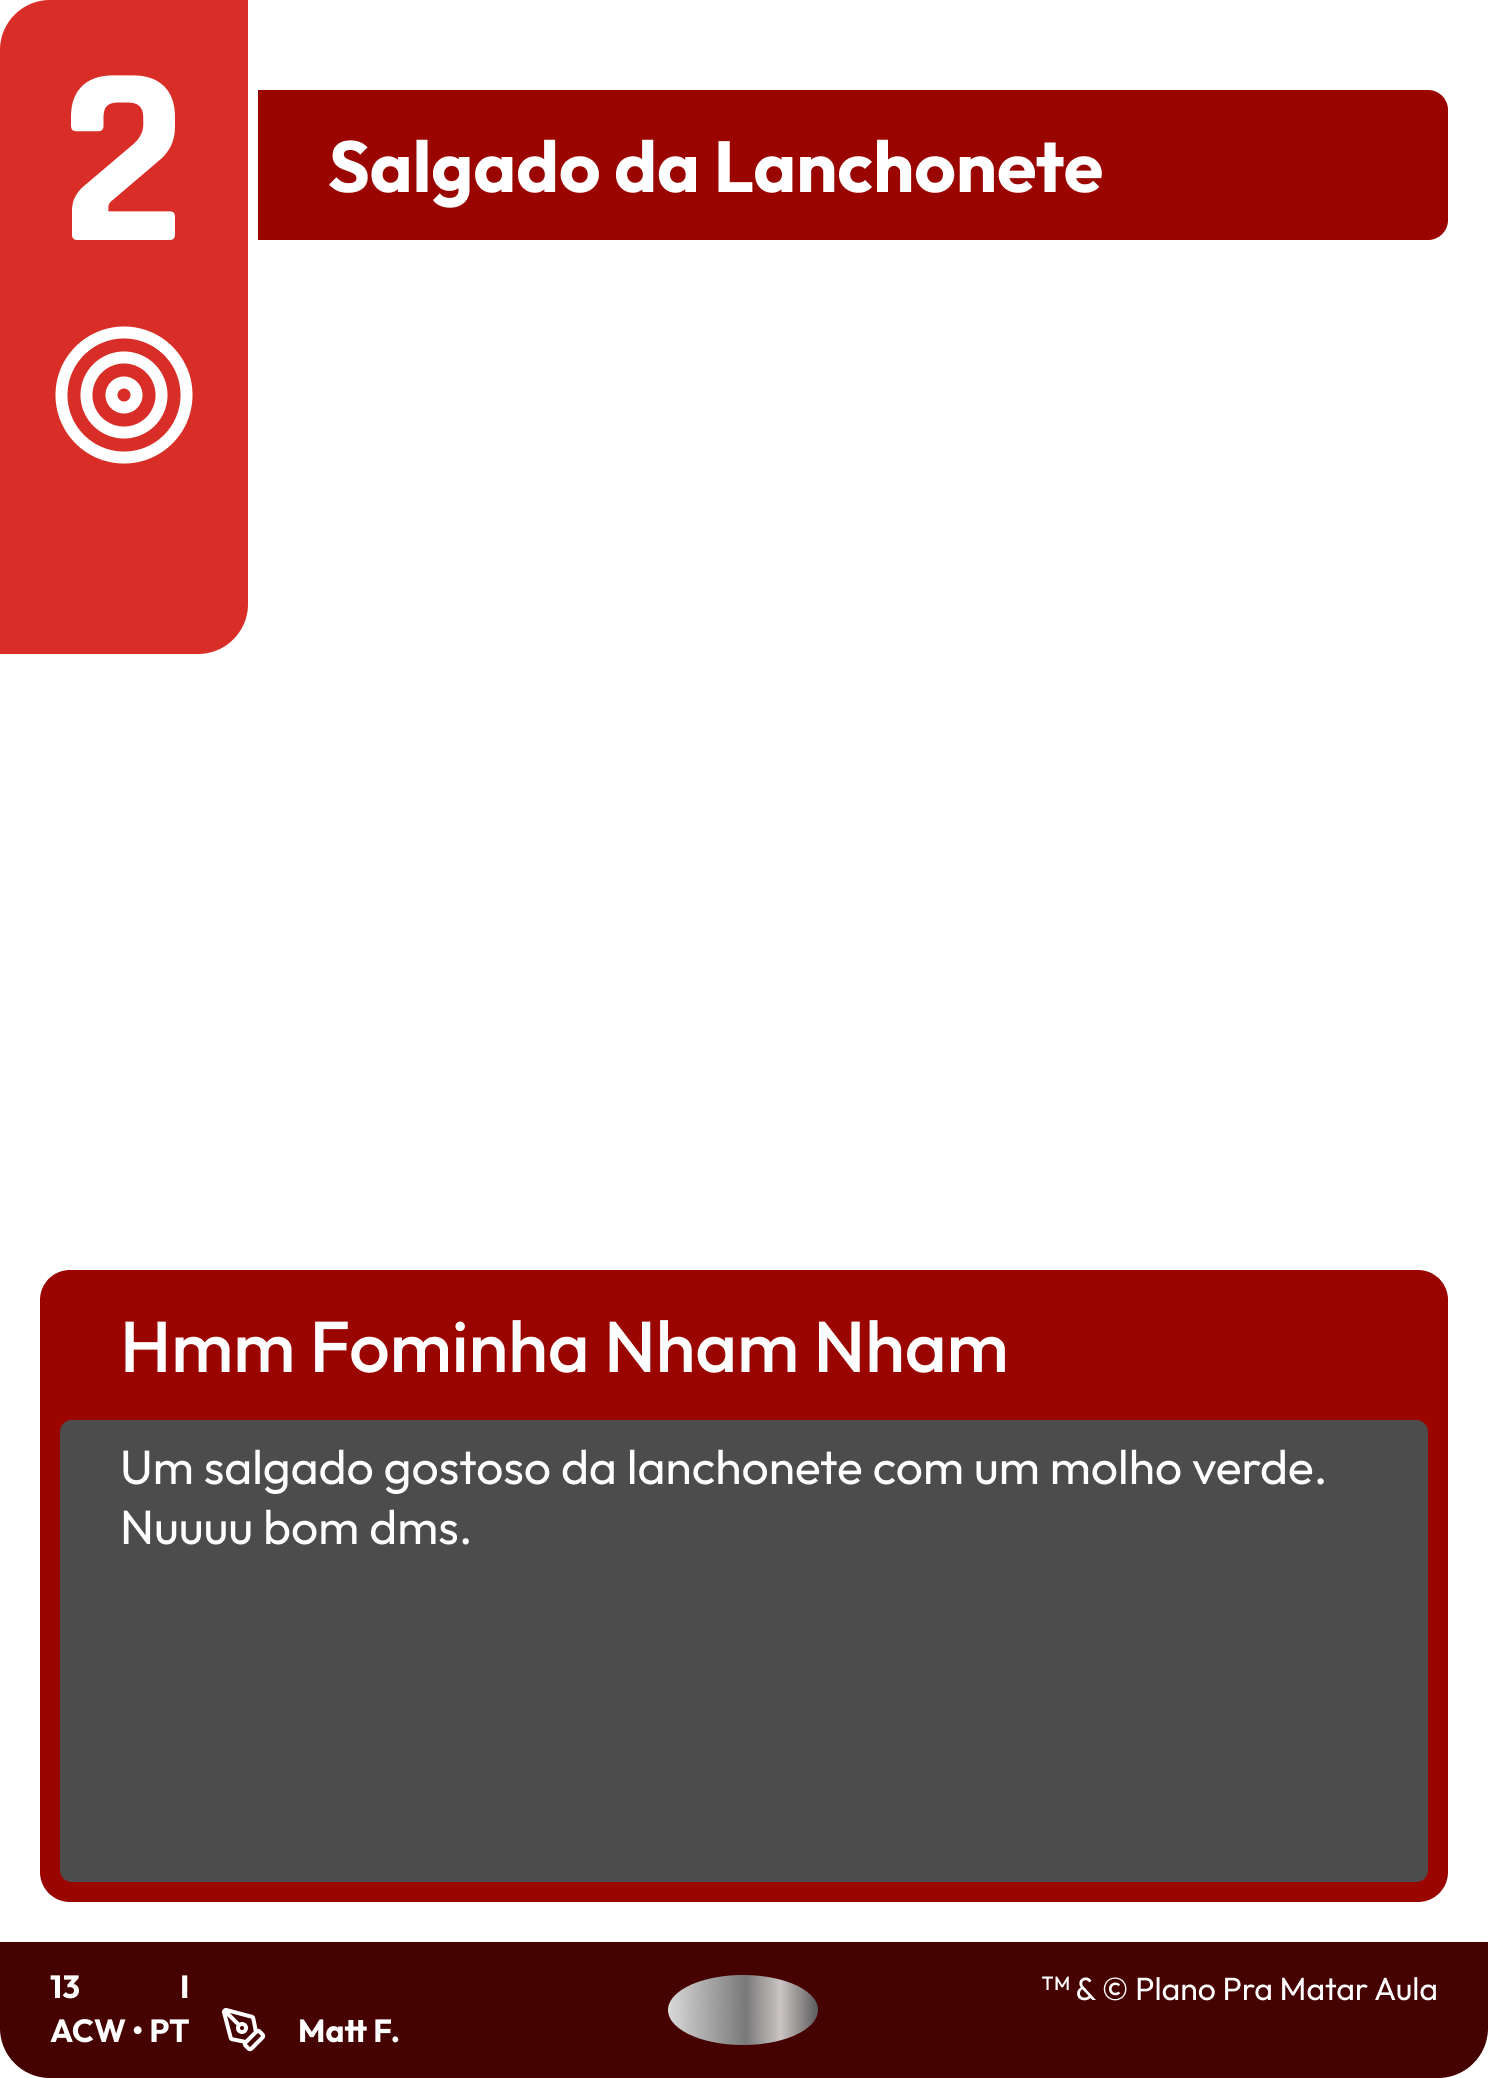 2
Salgado da Lanchonete
Hmm Fominha Nham Nham
Um salgado gostoso da lanchonete com um molho verde.
Nuuuu bom dms.
13 I
ACW • PT Matt F.
™ & © Plano Pra Matar Aula